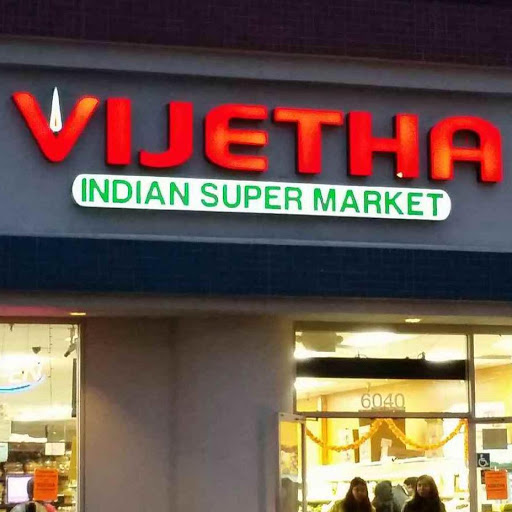 VIJETHA
INDIAN SUPER MARKET
6040